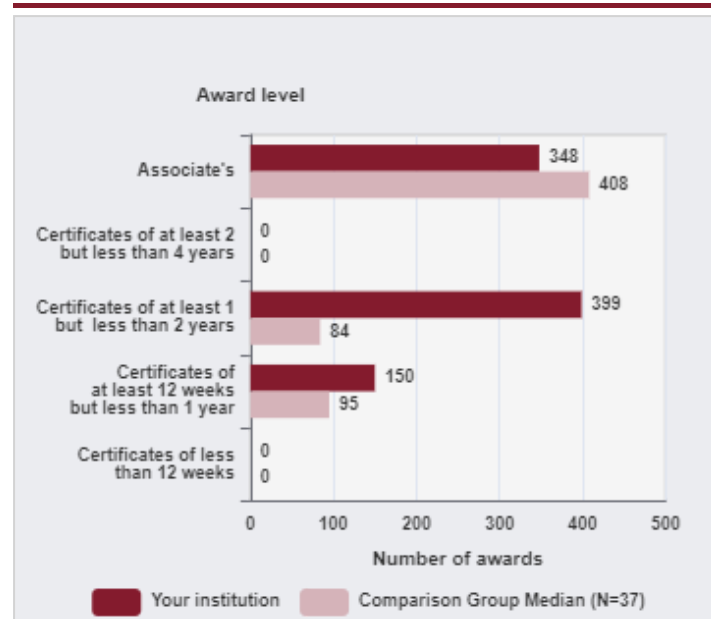 Award level
Associate's
348
408
Certificates of at least 2
but less than 4 years
0
0
Certificates of at least 1
but less than 2 years
399
84
Certificates of
at least 12 weeks
but less than 1 year
150
95
Certificates of less
than 12 weeks
0
0
0 100 200 300 400 500
Number of awards
Your institution Comparison Group Median (N=37)